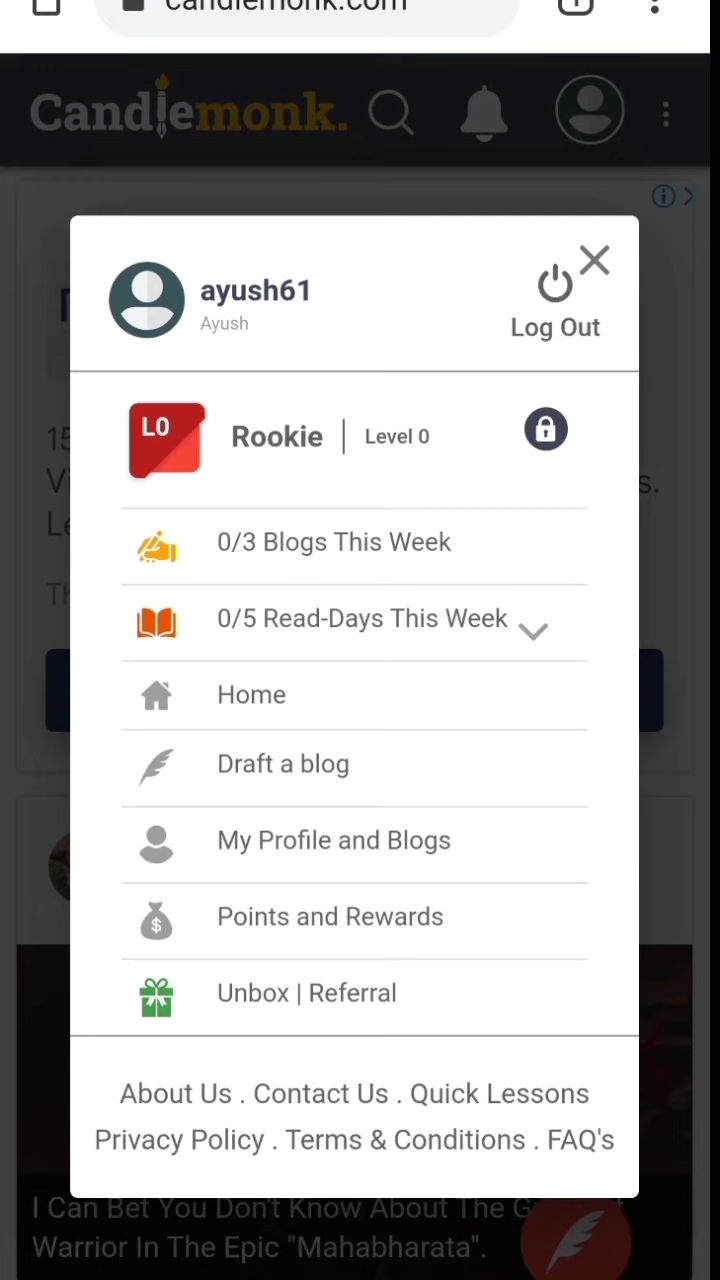 candlemonk.com
Candlemonk.
ayush61
Ayush
Log Out
L0
Rookie | Level 0
0/3 Blogs This Week
0/5 Read-Days This Week
Home
Draft a blog
My Profile and Blogs
Points and Rewards
Unbox | Referral
About Us . Contact Us . Quick Lessons
Privacy Policy . Terms & Conditions . FAQ's
I Can Bet You Don't Know About The
Warrior In The Epic "Mahabharata".